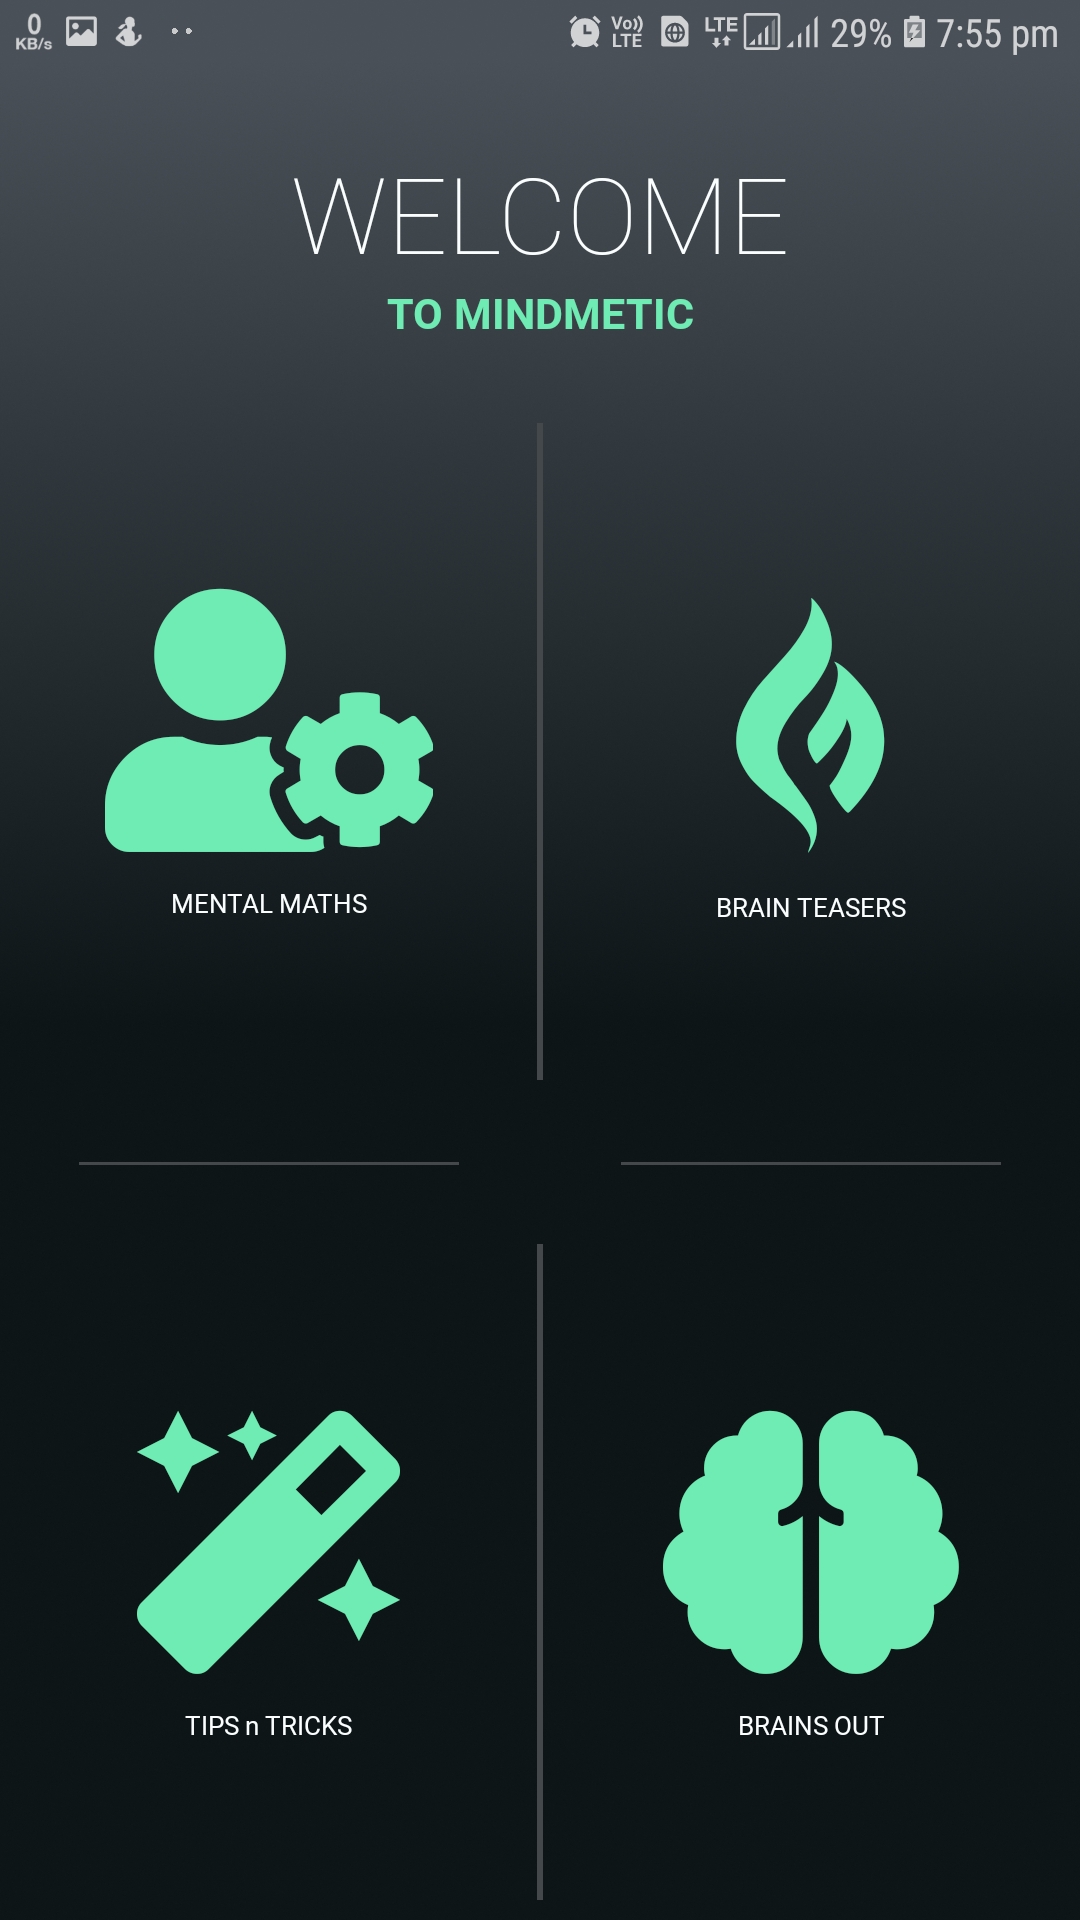 0
KB/s
Vo))
LTE
LTE
29%
7:55 pm
WELCOME
TO MINDMETIC
MENTAL MATHS
BRAIN TEASERS
TIPS n TRICKS
BRAINS OUT